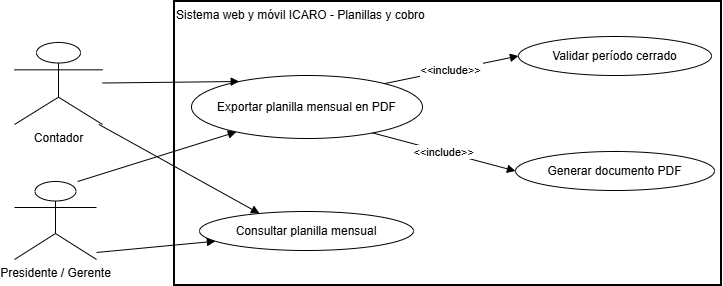 Sistema web y móvil ICARO - Planillas y cobro
Validar período cerrado
<<include>>
Exportar planilla mensual en PDF
Contador
<<include>>
Generar documento PDF
Consultar planilla mensual
Presidente / Gerente